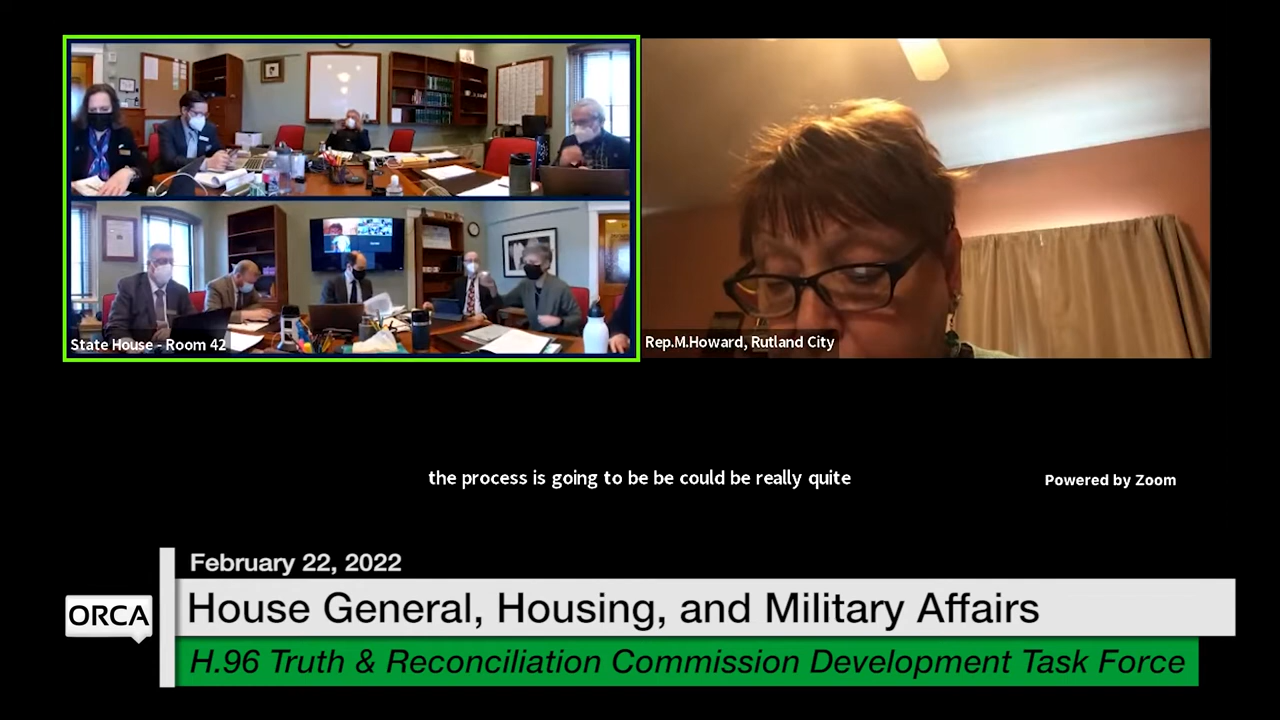 State House - Room 42
Rep.M.Howard, Rutland City
the process is going to be be could be really quite
Powered by Zoom
February 22, 2022
ORCA
House General, Housing, and Military Affairs
H.96 Truth & Reconciliation Commission Development Task Force